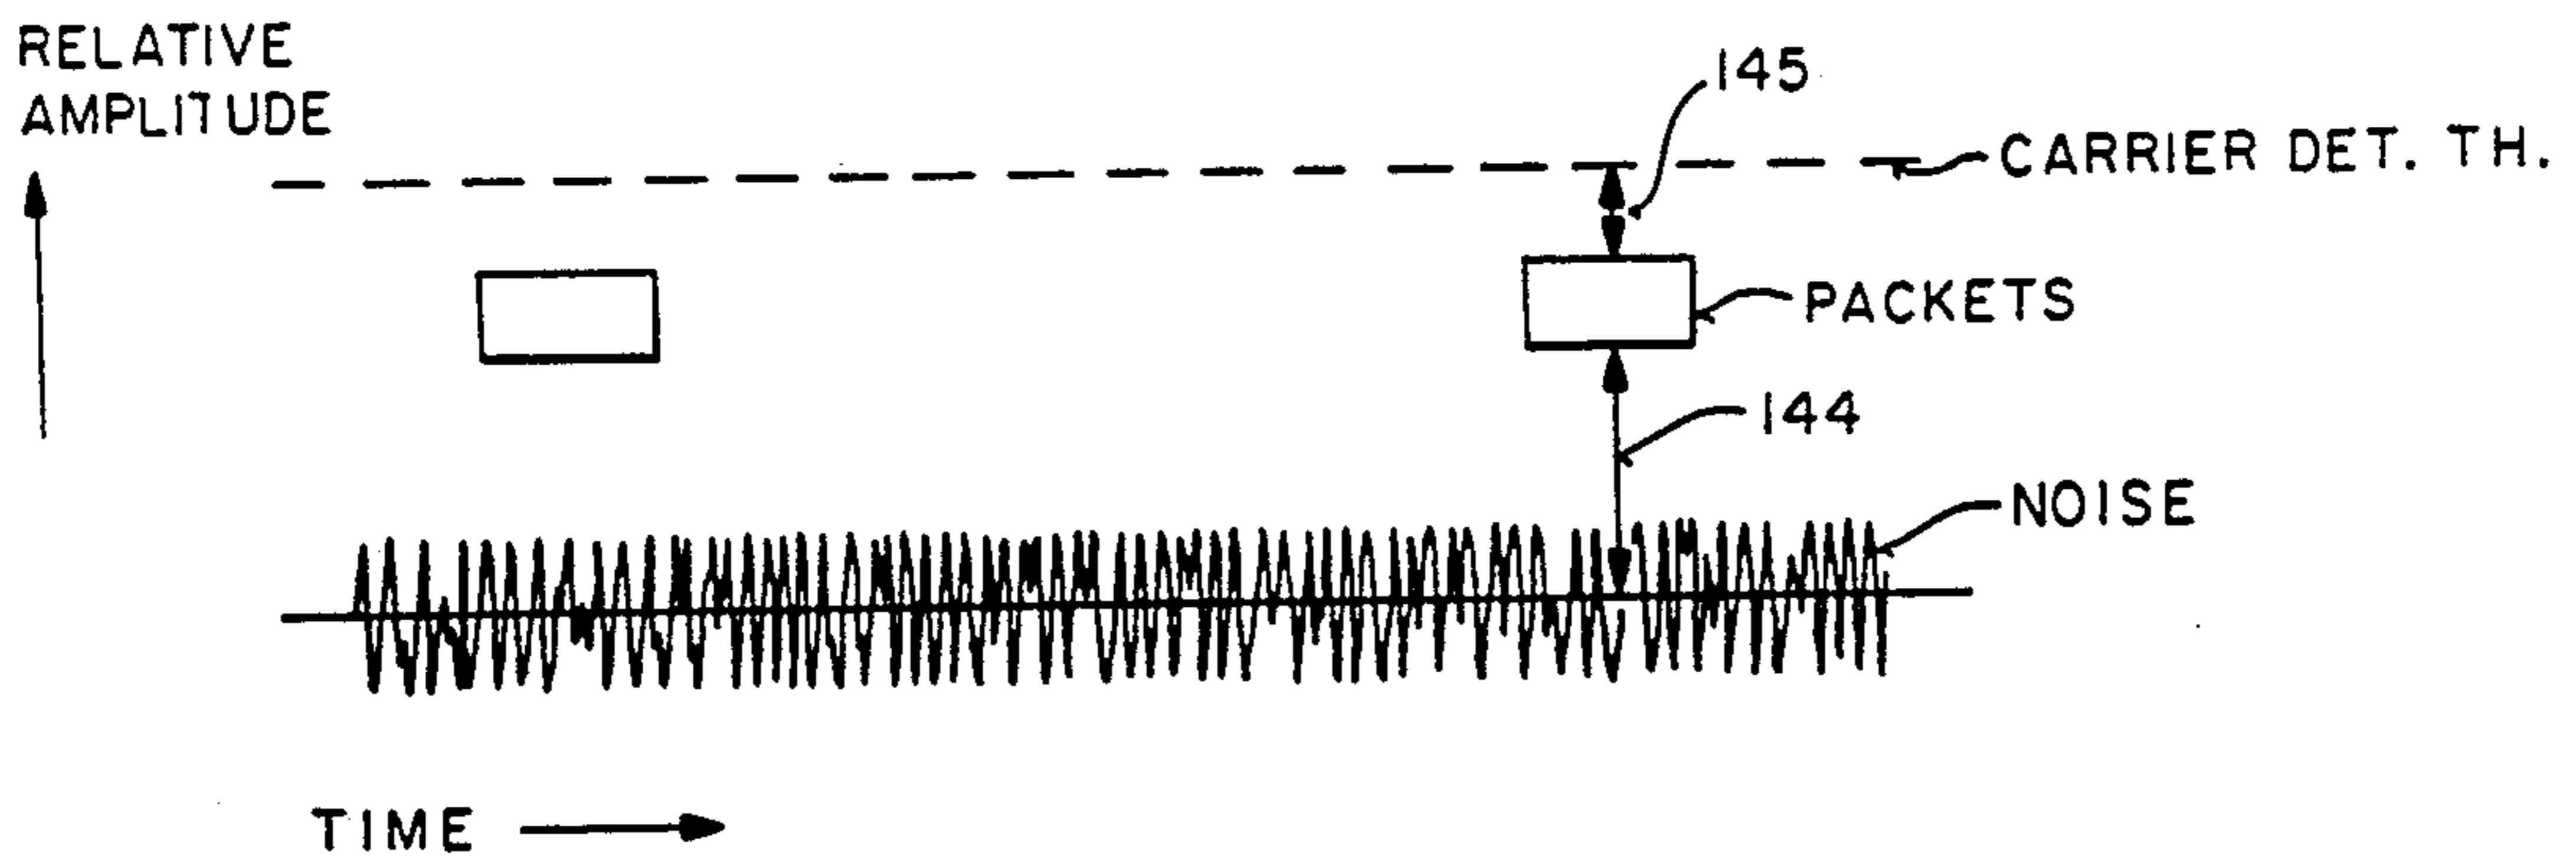 RELATIVE
AMPLITUDE
145
CARRIER DET. TH.
PACKETS
144
NOISE
TIME